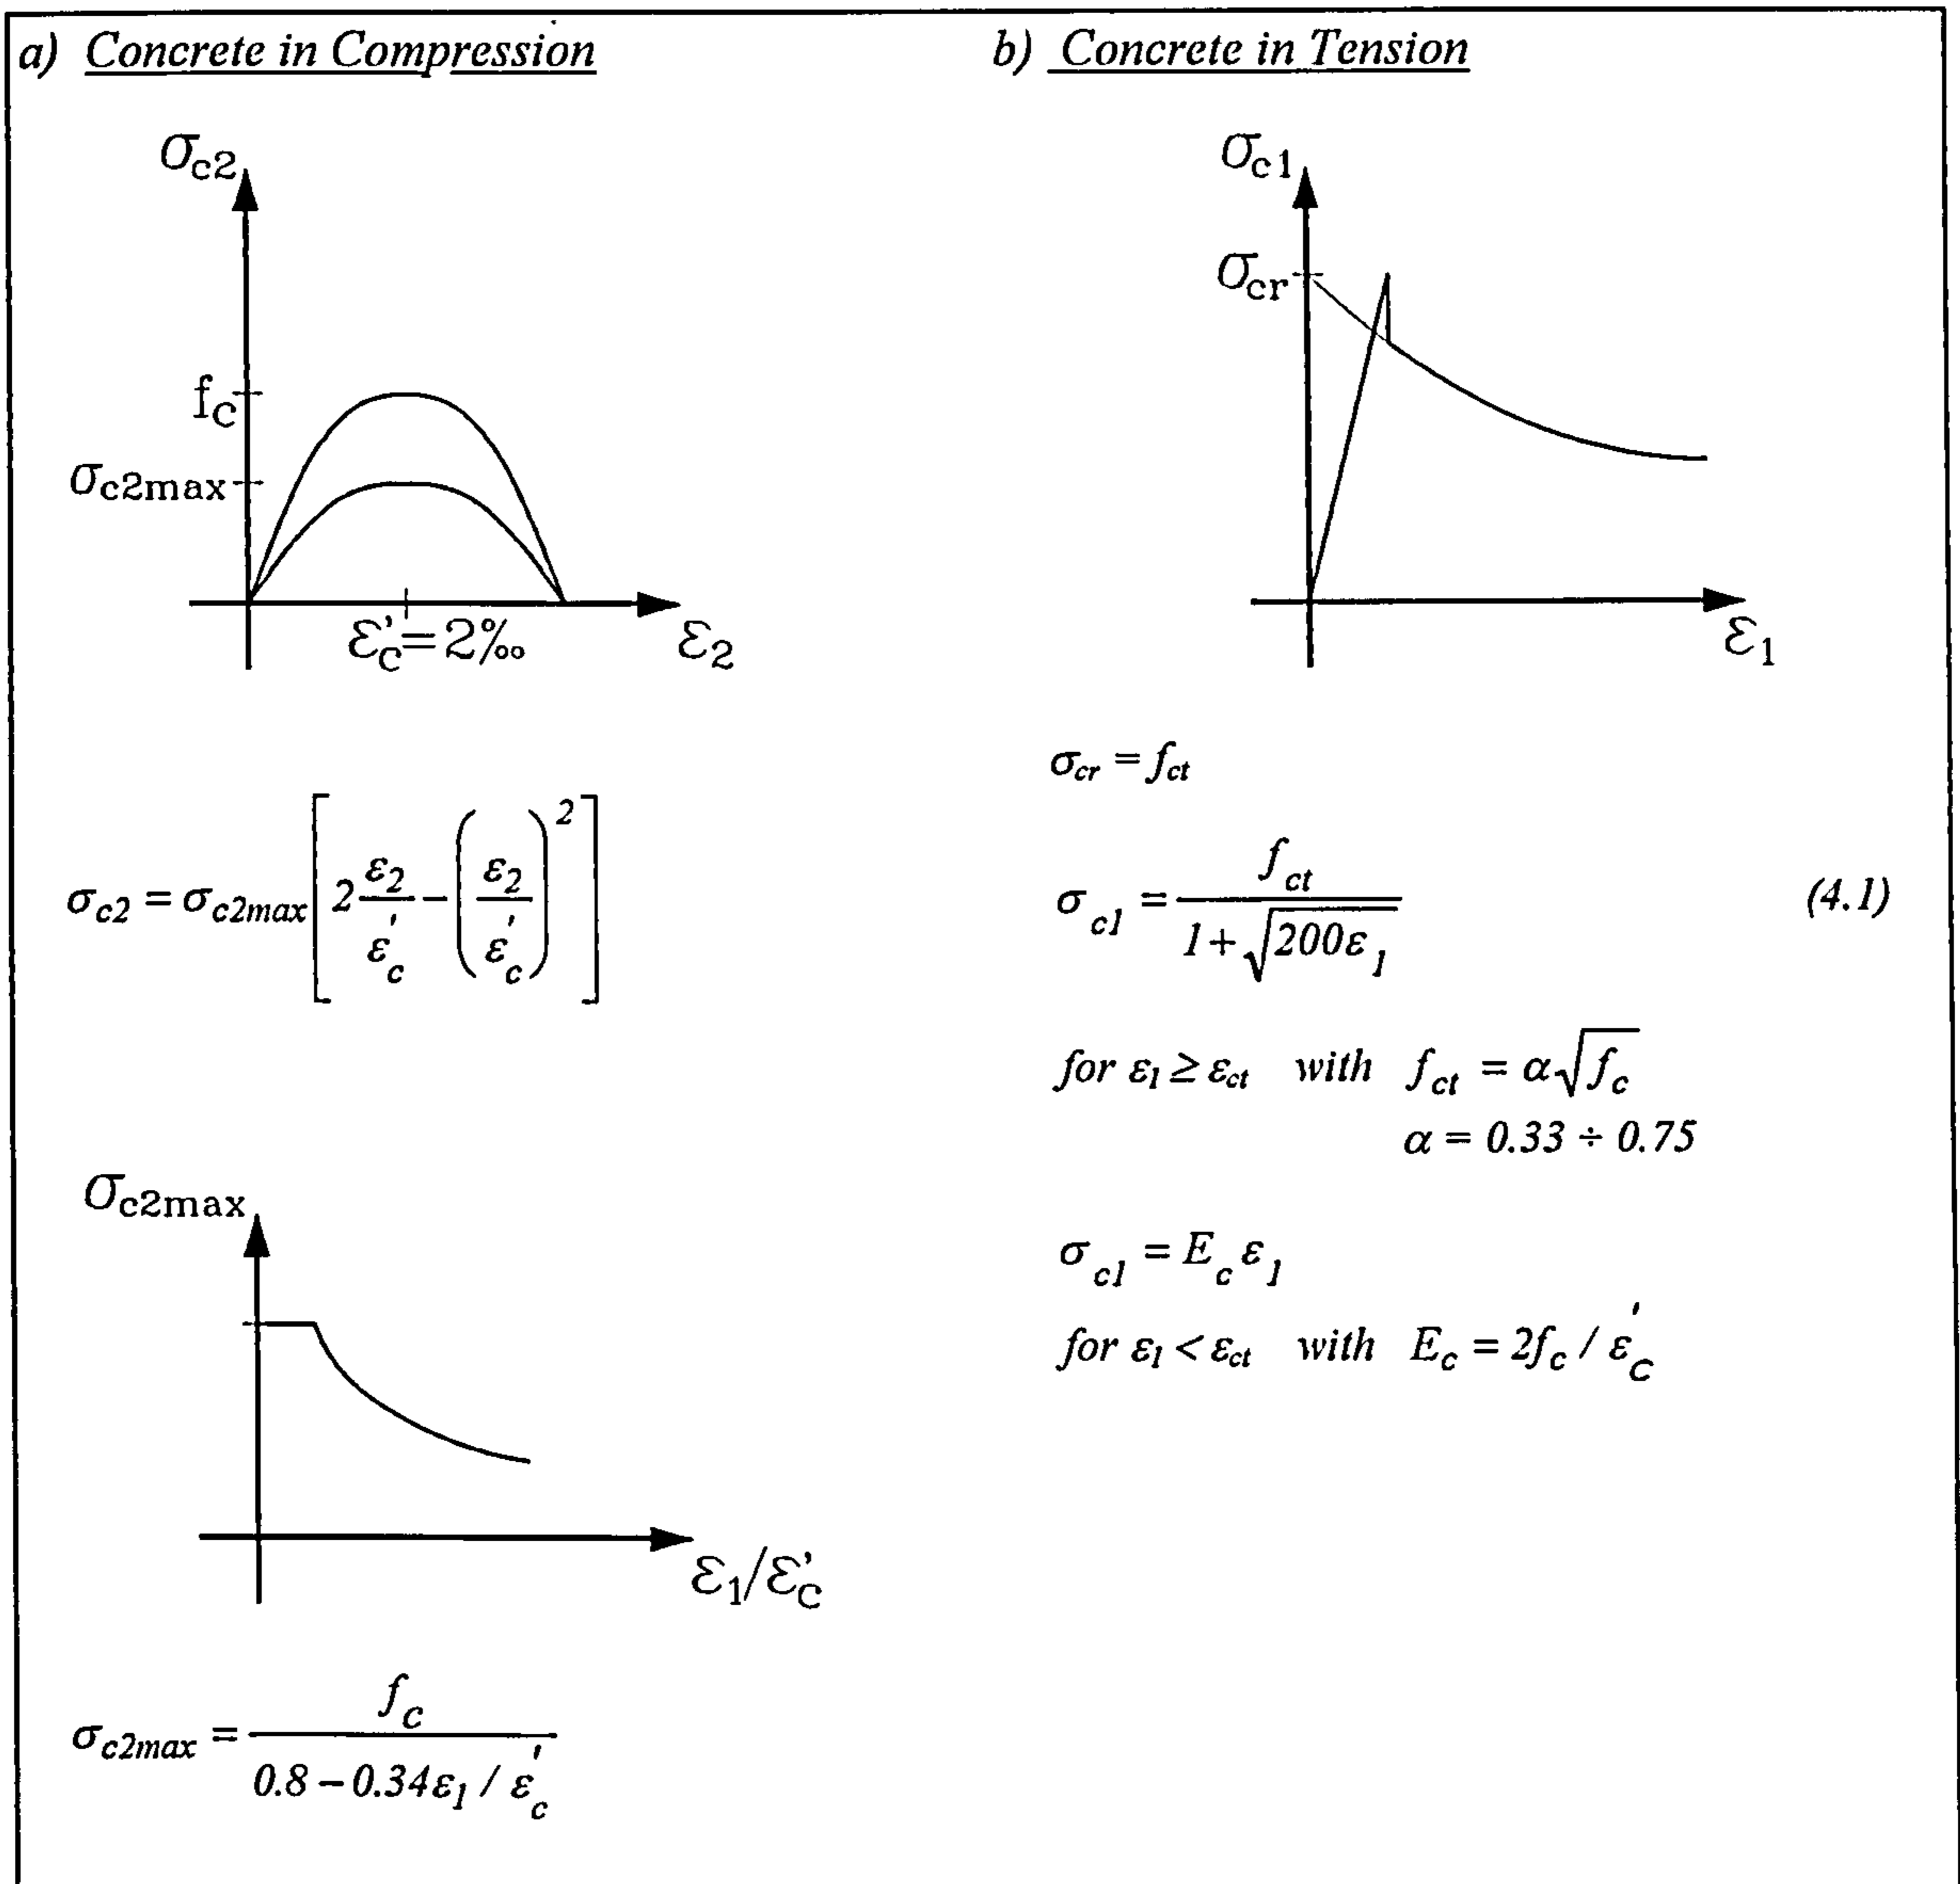 a) Concrete in Compression
σc2
fc
σc2max
ε'c=2‰
ε2
σc2 = σc2max [ 2 ε2/ε'c − ( ε2/ε'c )^2 ]
σc2max
ε1/ε'c
σc2max = fc / (0.8 − 0.34ε1 / ε'c)
b) Concrete in Tension
σc1
σcr
ε1
σcr = fct
σc1 = fct / (1 + √(200ε1)) (4.1)
for ε1 ≥ εct with fct = α√fc
α = 0.33 ÷ 0.75
σc1 = Ec ε1
for ε1 < εct with Ec = 2fc / ε'c